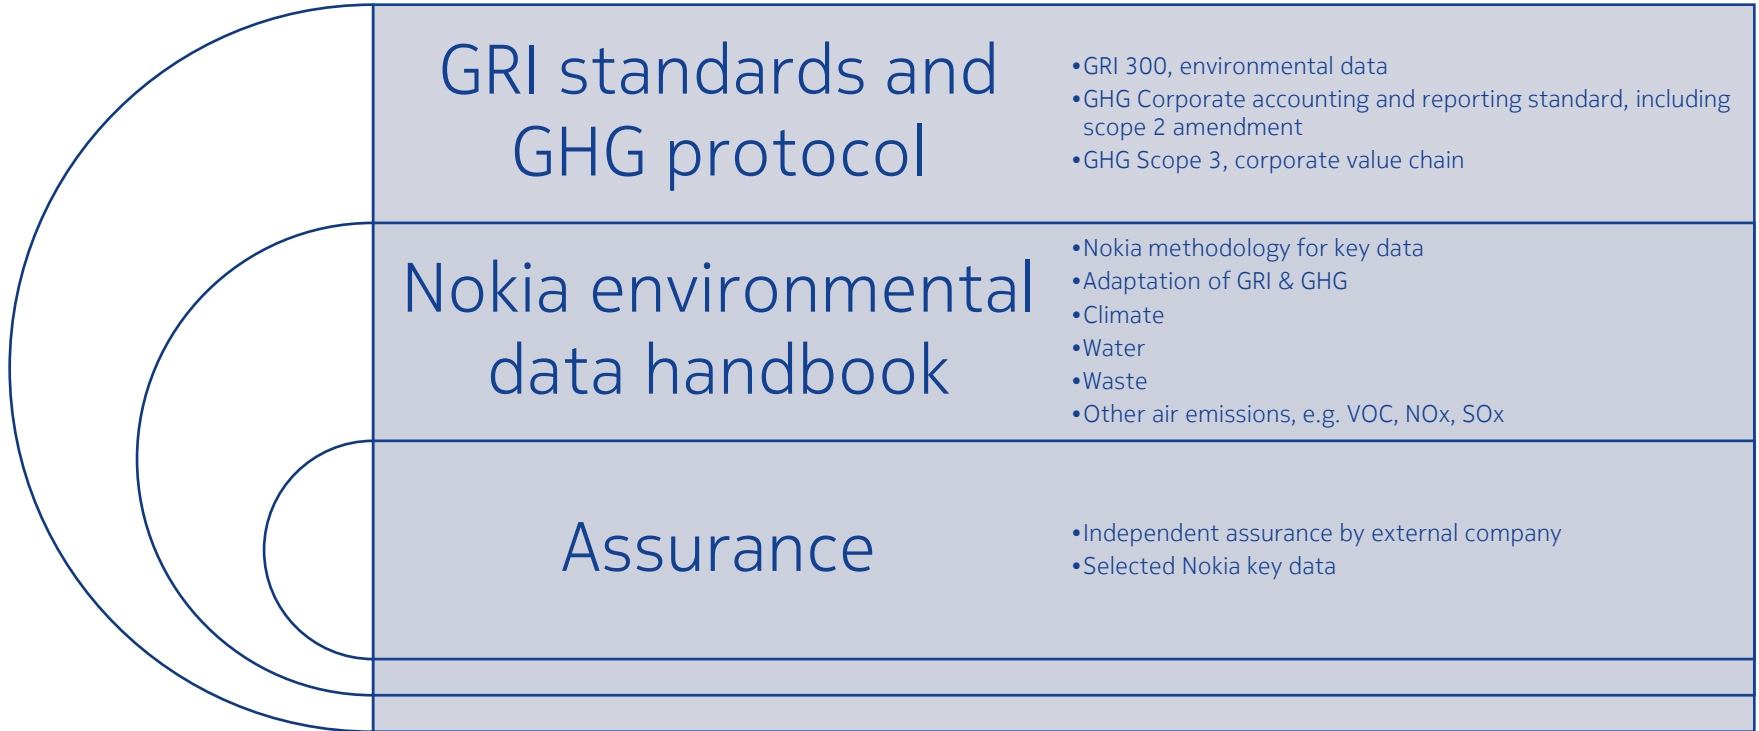 GRI standards and
GHG protocol
•GRI 300, environmental data
•GHG Corporate accounting and reporting standard, including
scope 2 amendment
•GHG Scope 3, corporate value chain
Nokia environmental
data handbook
•Nokia methodology for key data
•Adaptation of GRI & GHG
•Climate
•Water
•Waste
•Other air emissions, e.g. VOC, NOx, SOx
Assurance
•Independent assurance by external company
•Selected Nokia key data